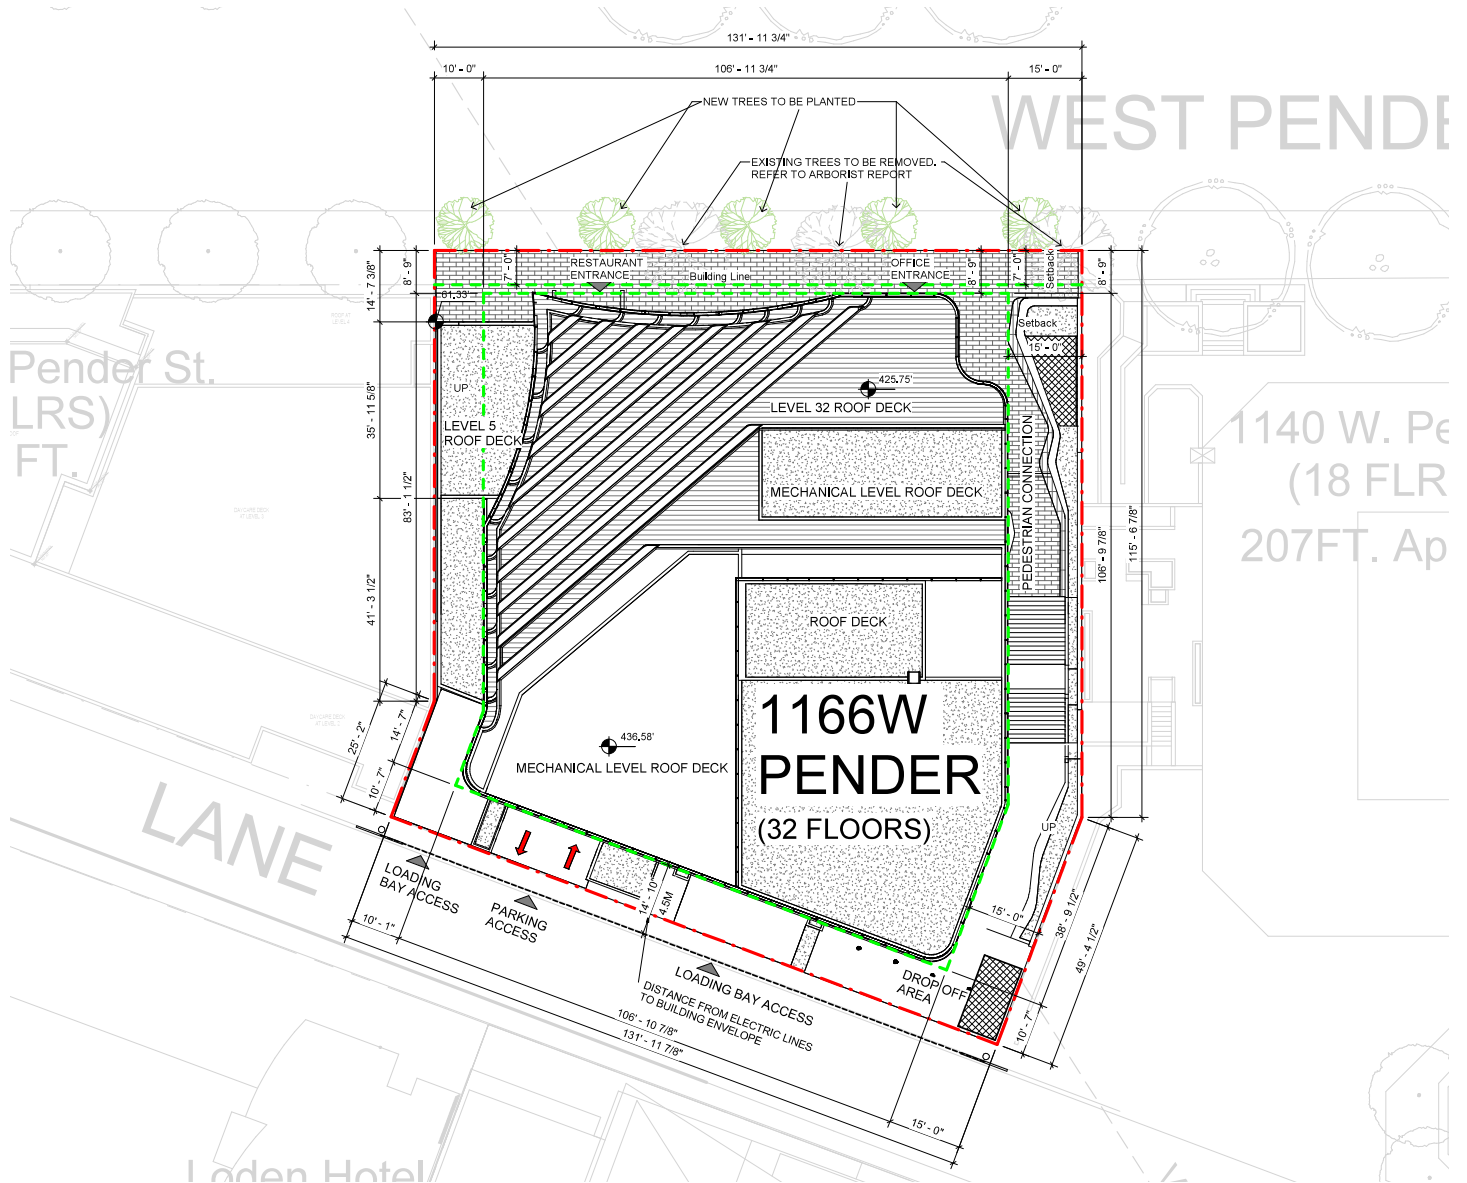 131' - 11 3/4"
10' - 0"
106' - 11 3/4"
15' - 0"
NEW TREES TO BE PLANTED
WEST PENDE
EXISTING TREES TO BE REMOVED.
REFER TO ARBORIST REPORT
14' - 7 3/8"
8' - 9"
7' - 0"
RESTAURANT
ENTRANCE
Building Line
OFFICE
ENTRANCE
8' - 9"
7' - 0"
Setback
8' - 9"
61.33'
Setback
15' - 0"
Pender St.
LRS)
FT.
35' - 11 5/8"
UP
LEVEL 5
ROOF DECK
425.75'
LEVEL 32 ROOF DECK
PEDESTRIAN CONNECTION
1140 W. Pe
(18 FLR
207FT. Ap
83' - 1 1/2"
MECHANICAL LEVEL ROOF DECK
106' - 9 7/8"
115' - 6 7/8"
41' - 3 1/2"
ROOF DECK
1166W
PENDER
(32 FLOORS)
436.58'
MECHANICAL LEVEL ROOF DECK
25' - 2"
14' - 7"
10' - 7"
LANE
UP
LOADING
BAY ACCESS
PARKING
ACCESS
14' - 10"
4.5M
10' - 1"
15' - 0"
38' - 9 1/2"
49' - 4 1/2"
DROP OFF
AREA
LOADING BAY ACCESS
DISTANCE FROM ELECTRIC LINES
TO BUILDING ENVELOPE
10' - 7"
106' - 10 7/8"
131' - 11 7/8"
15' - 0"
Loden Hotel